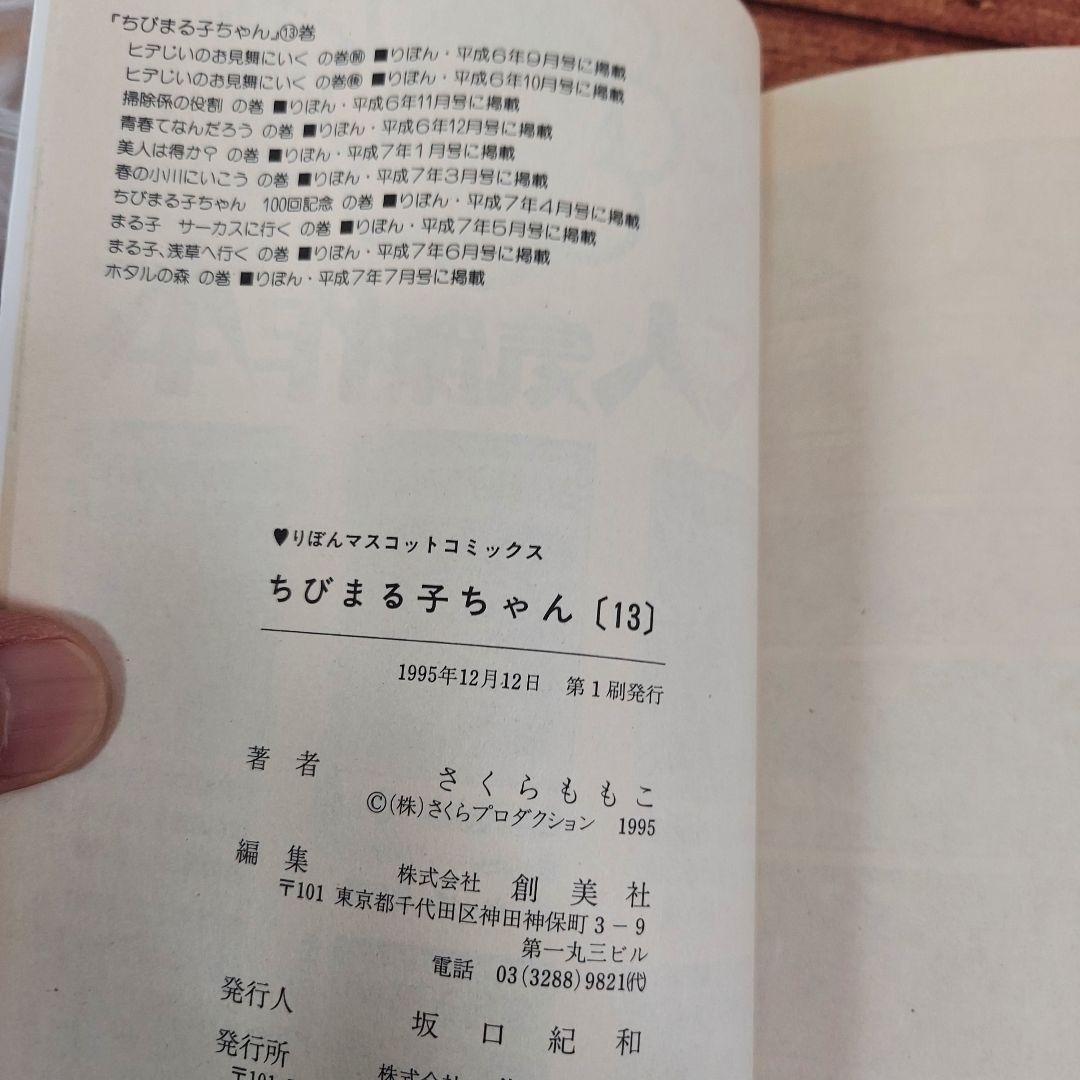 『ちびまる子ちゃん』⑬巻
ヒデじいのお見舞にいく の巻㊤ ■りぼん・平成6年9月号に掲載
ヒデじいのお見舞にいく の巻 ■りぼん・平成6年10月号に掲載
掃除係の役割 の巻 ■りぼん・平成6年11月号に掲載
青春てなんだろう の巻 ■りぼん・平成6年12月号に掲載
美人は得か? の巻 ■りぼん・平成7年1月号に掲載
春の小川にいこう の巻 ■りぼん・平成7年3月号に掲載
ちびまる子ちゃん 100回記念 の巻 ■りぼん・平成7年4月号に掲載
まる子 サーカスに行く の巻 ■りぼん・平成7年5月号に掲載
まる子、浅草へ行く の巻 ■りぼん・平成7年6月号に掲載
ホタルの森 の巻 ■りぼん・平成7年7月号に掲載
♥りぼんマスコットコミックス
ちびまる子ちゃん〔13〕
1995年12月12日 第1刷発行
著者 さくらももこ
©(株)さくらプロダクション 1995
編集 株式会社 創美社
〒101 東京都千代田区神田神保町3−9
第一丸三ビル
電話 03(3288)9821㈹
発行人 坂口紀和
発行所 株式会社
〒101